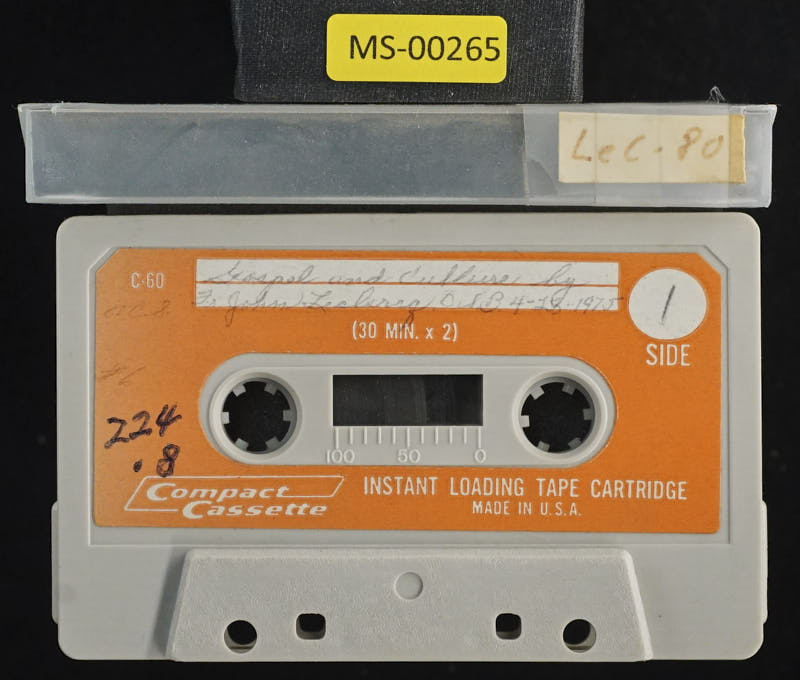 MS-00265
LeC-80
C-60
Gospel and Culture by
Fr John Leclercq O.S.B. 4-28-1975
1
(30 MIN. x 2)
SIDE
224
.8
100 50 0
Compact
Cassette
INSTANT LOADING TAPE CARTRIDGE
MADE IN U.S.A.